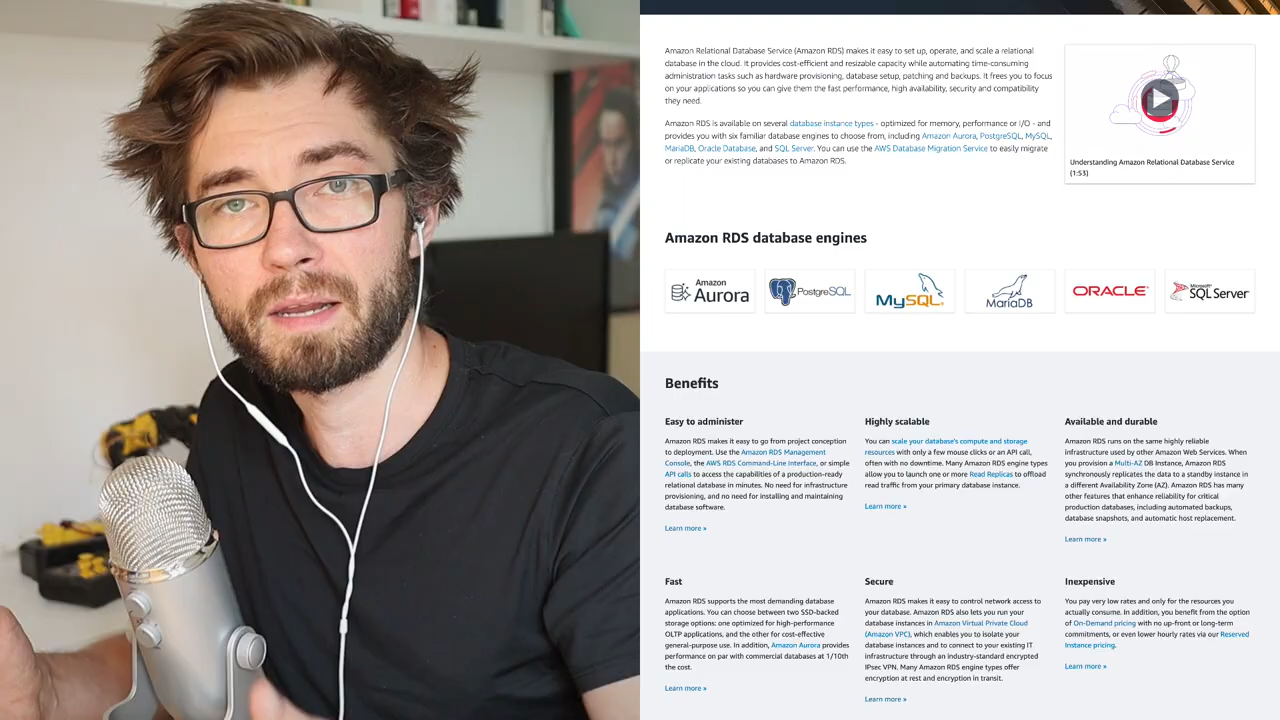 Amazon Relational Database Service (Amazon RDS) makes it easy to set up, operate, and scale a relational
database in the cloud. It provides cost-efficient and resizable capacity while automating time-consuming
administration tasks such as hardware provisioning, database setup, patching and backups. It frees you to focus
on your applications so you can give them the fast performance, high availability, security and compatibility
they need.
Amazon RDS is available on several database instance types - optimized for memory, performance or I/O - and
provides you with six familiar database engines to choose from, including Amazon Aurora, PostgreSQL, MySQL,
MariaDB, Oracle Database, and SQL Server. You can use the AWS Database Migration Service to easily migrate
or replicate your existing databases to Amazon RDS.
Understanding Amazon Relational Database Service
(1:53)
Amazon RDS database engines
Amazon
Aurora
PostgreSQL
MySQL
MariaDB
ORACLE
Microsoft
SQL Server
Benefits
Easy to administer
Amazon RDS makes it easy to go from project conception
to deployment. Use the Amazon RDS Management
Console, the AWS RDS Command-Line Interface, or simple
API calls to access the capabilities of a production-ready
relational database in minutes. No need for infrastructure
provisioning, and no need for installing and maintaining
database software.
Learn more »
Highly scalable
You can scale your database's compute and storage
resources with only a few mouse clicks or an API call,
often with no downtime. Many Amazon RDS engine types
allow you to launch one or more Read Replicas to offload
read traffic from your primary database instance.
Learn more »
Available and durable
Amazon RDS runs on the same highly reliable
infrastructure used by other Amazon Web Services. When
you provision a Multi-AZ DB Instance, Amazon RDS
synchronously replicates the data to a standby instance in
a different Availability Zone (AZ). Amazon RDS has many
other features that enhance reliability for critical
production databases, including automated backups,
database snapshots, and automatic host replacement.
Learn more »
Fast
Amazon RDS supports the most demanding database
applications. You can choose between two SSD-backed
storage options: one optimized for high-performance
OLTP applications, and the other for cost-effective
general-purpose use. In addition, Amazon Aurora provides
performance on par with commercial databases at 1/10th
the cost.
Learn more »
Secure
Amazon RDS makes it easy to control network access to
your database. Amazon RDS also lets you run your
database instances in Amazon Virtual Private Cloud
(Amazon VPC), which enables you to isolate your
database instances and to connect to your existing IT
infrastructure through an industry-standard encrypted
IPsec VPN. Many Amazon RDS engine types offer
encryption at rest and encryption in transit.
Learn more »
Inexpensive
You pay very low rates and only for the resources you
actually consume. In addition, you benefit from the option
of On-Demand pricing with no up-front or long-term
commitments, or even lower hourly rates via our Reserved
Instance pricing.
Learn more »